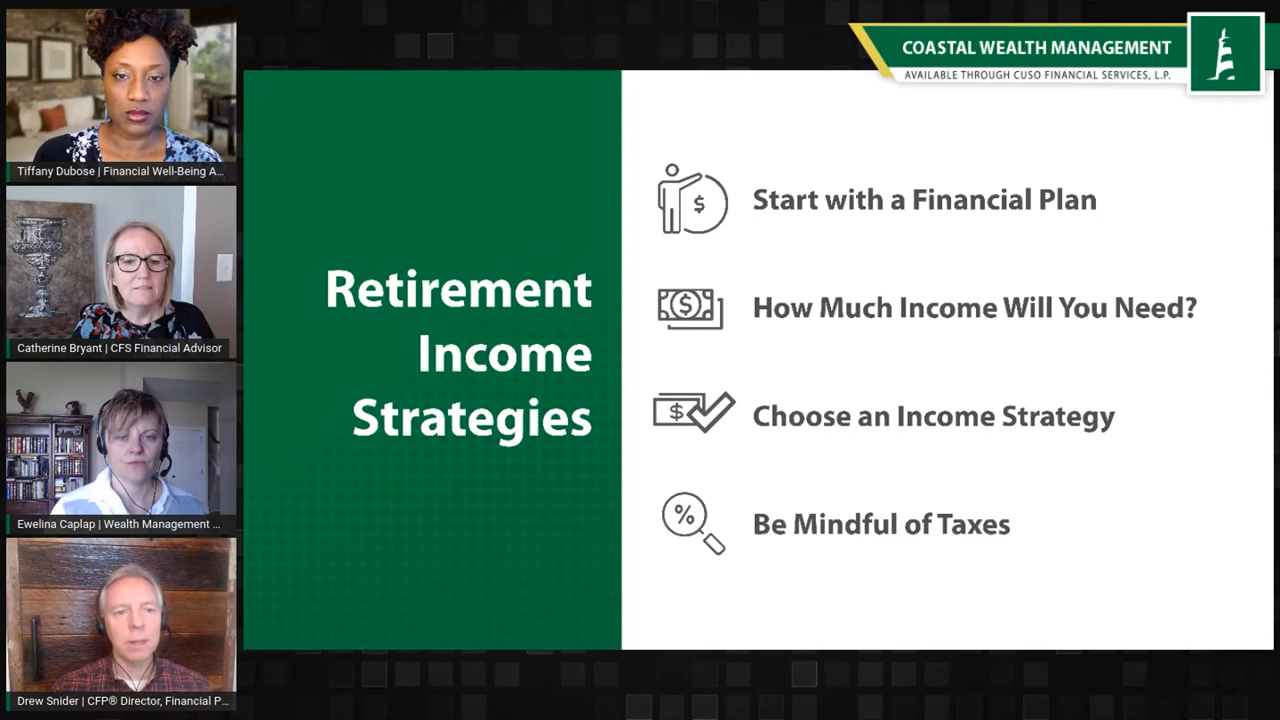 Tiffany Dubose | Financial Well-Being A...
Catherine Bryant | CFS Financial Advisor
Ewelina Caplap | Wealth Management ...
Drew Snider | CFP® Director, Financial P...
COASTAL WEALTH MANAGEMENT
AVAILABLE THROUGH CUSO FINANCIAL SERVICES, L.P.
Retirement
Income
Strategies
$
Start with a Financial Plan
$
How Much Income Will You Need?
$
Choose an Income Strategy
%
Be Mindful of Taxes